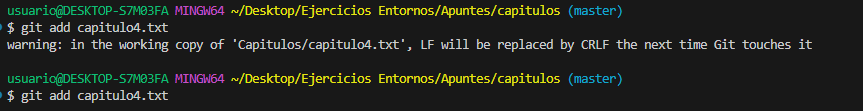 usuario@DESKTOP-S7M03FA MINGW64 ~/Desktop/Ejercicios Entornos/Apuntes/capitulos (master)
$ git add capitulo4.txt
warning: in the working copy of 'Capitulos/capitulo4.txt', LF will be replaced by CRLF the next time Git touches it
usuario@DESKTOP-S7M03FA MINGW64 ~/Desktop/Ejercicios Entornos/Apuntes/capitulos (master)
$ git add capitulo4.txt